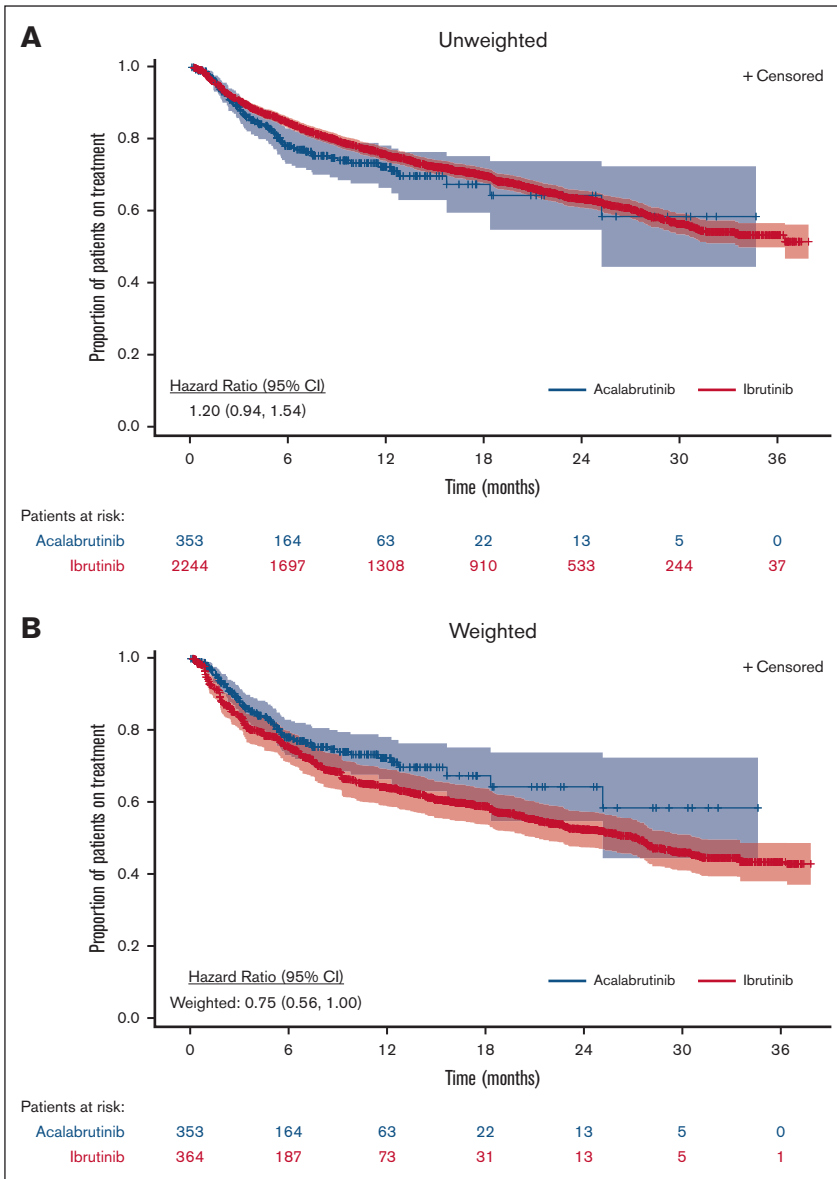 A
Unweighted
+ Censored
1.0
0.8
0.6
0.4
0.2
0.0
Proportion of patients on treatment
Hazard Ratio (95% CI)
1.20 (0.94, 1.54)
Acalabrutinib Ibrutinib
0 6 12 18 24 30 36
Time (months)
Patients at risk:
Acalabrutinib 353 164 63 22 13 5 0
Ibrutinib 2244 1697 1308 910 533 244 37
B
Weighted
+ Censored
1.0
0.8
0.6
0.4
0.2
0.0
Proportion of patients on treatment
Hazard Ratio (95% CI)
Weighted: 0.75 (0.56, 1.00)
Acalabrutinib Ibrutinib
0 6 12 18 24 30 36
Time (months)
Patients at risk:
Acalabrutinib 353 164 63 22 13 5 0
Ibrutinib 364 187 73 31 13 5 1